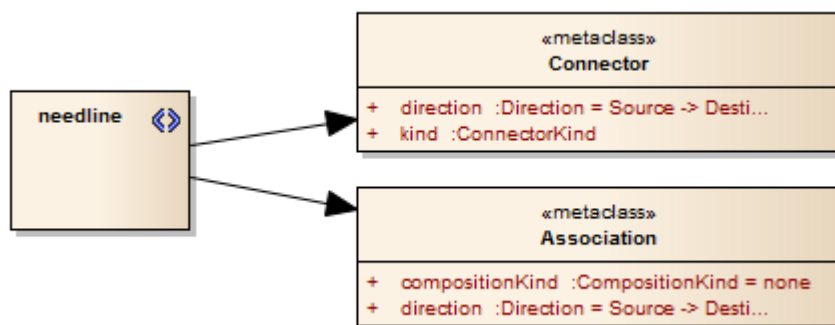 needline
«metaclass»
Connector
+ direction :Direction = Source -> Desti...
+ kind :ConnectorKind
«metaclass»
Association
+ compositionKind :CompositionKind = none
+ direction :Direction = Source -> Desti...